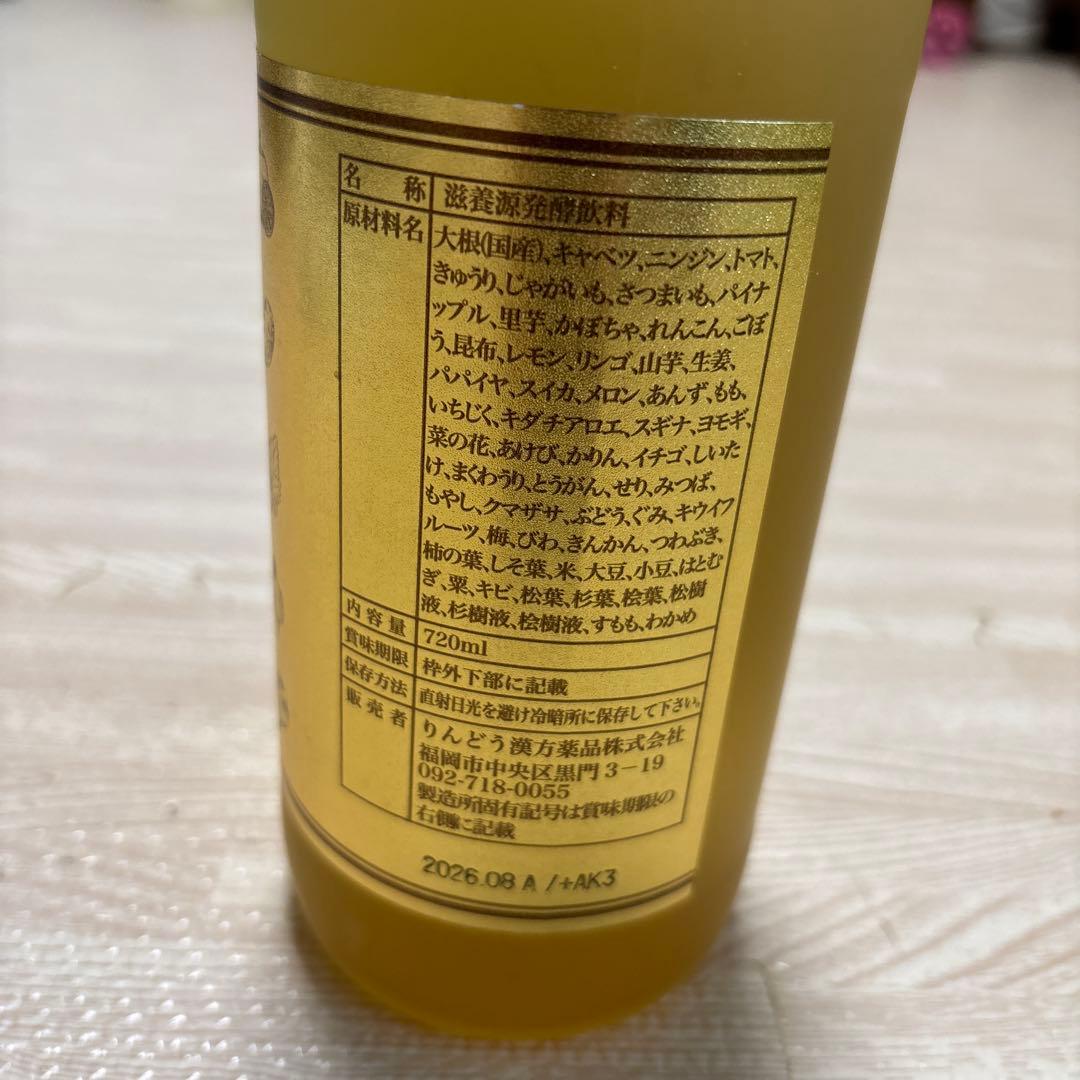 名称 滋養源発酵飲料
原材料名 大根(国産)、キャベツ、ニンジン、トマト、
きゅうり、じゃがいも、さつまいも、パイナ
ップル、里芋、かぼちゃ、れんこん、ごぼ
う、昆布、レモン、リンゴ、山芋、生姜、
パパイヤ、スイカ、メロン、あんず、もも、
いちじく、キダチアロエ、スギナ、ヨモギ、
菜の花、あけび、かりん、イチゴ、しいた
け、まくわうり、とうがん、せり、みつば、
もやし、クマザサ、ぶどう、ぐみ、キウイフ
ルーツ、梅、びわ、きんかん、つわぶき、
柿の葉、しそ葉、米、大豆、小豆、はとむ
ぎ、粟、キビ、松葉、杉葉、桧葉、松樹
液、杉樹液、桧樹液、すもも、わかめ
内容量 720ml
賞味期限 枠外下部に記載
保存方法 直射日光を避け冷暗所に保存して下さい。
販売者 りんどう漢方薬品株式会社
福岡市中央区黒門3-19
092-718-0055
製造所固有記号は賞味期限の
右側に記載
2026.08 A /+AK3